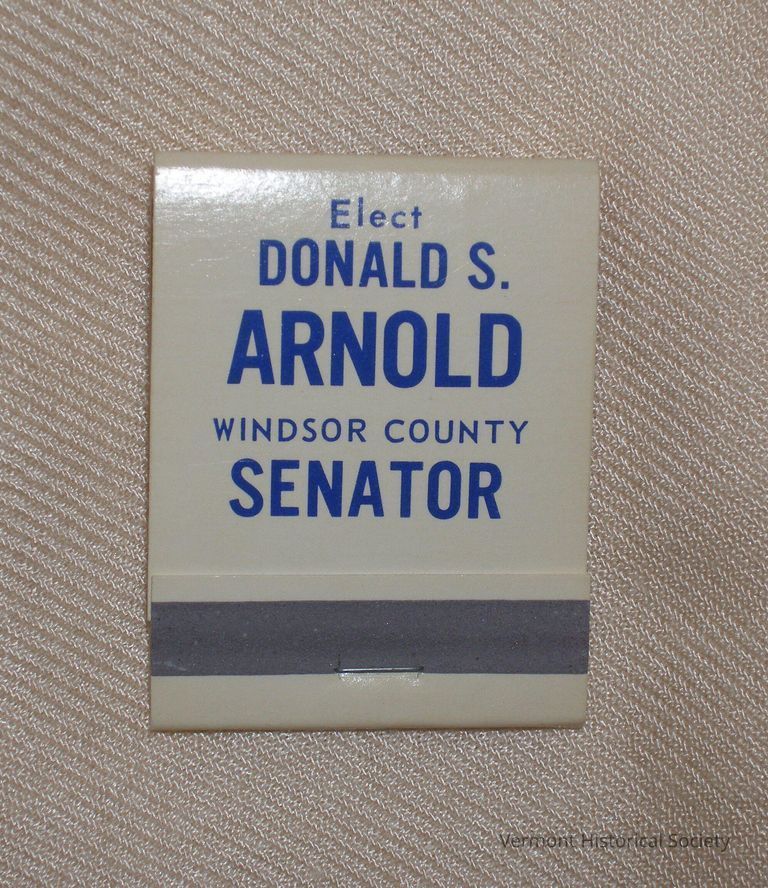 Elect
DONALD S.
ARNOLD
WINDSOR COUNTY
SENATOR
Vermont Historical Society